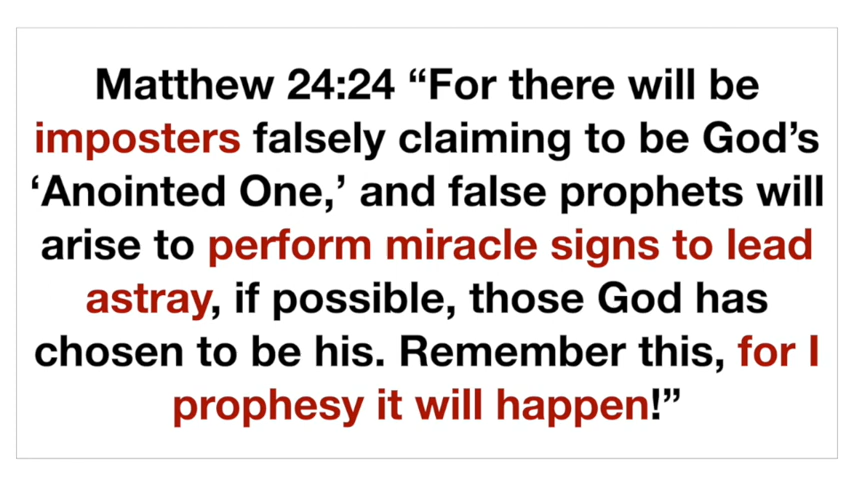 Matthew 24:24 “For there will be
imposters falsely claiming to be God’s
‘Anointed One,’ and false prophets will
arise to perform miracle signs to lead
astray, if possible, those God has
chosen to be his. Remember this, for I
prophesy it will happen!”